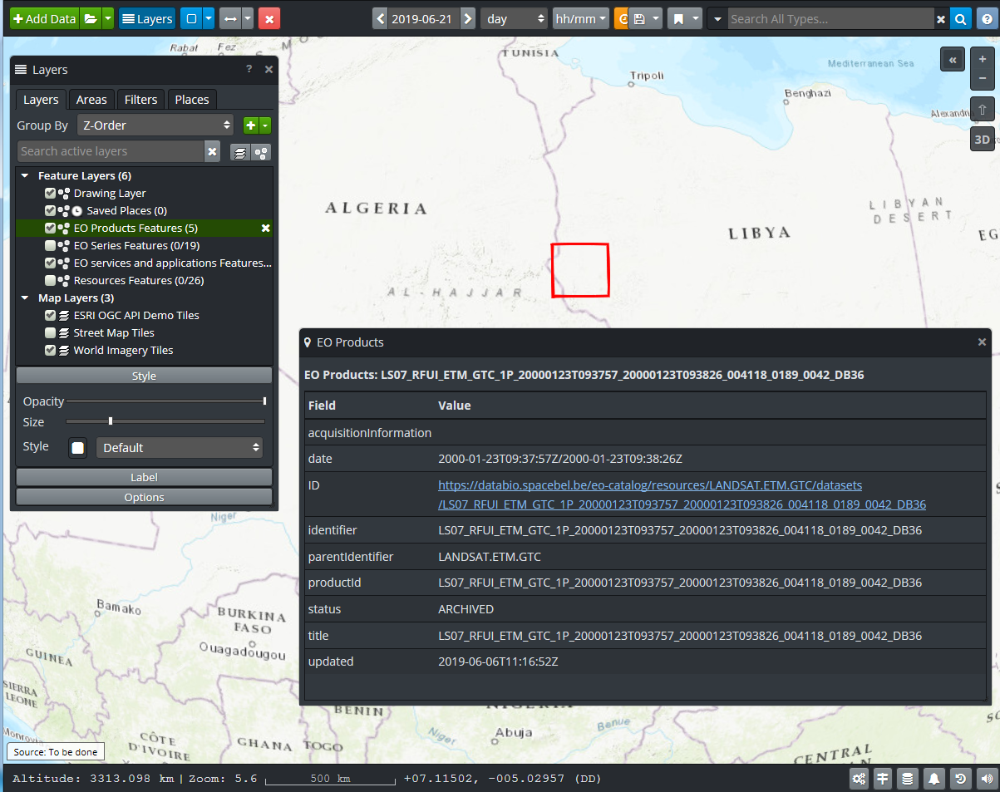 Add Data
Layers
2019-06-21
day
hh/mm
Search All Types...
Layers
?
Layers
Areas
Filters
Places
Group By
Z-Order
Search active layers
Feature Layers (6)
Drawing Layer
Saved Places (0)
EO Products Features (5)
EO Series Features (0/19)
EO services and applications Features...
Resources Features (0/26)
Map Layers (3)
ESRI OGC API Demo Tiles
Street Map Tiles
World Imagery Tiles
Style
Opacity
Size
Style
Default
Label
Options
Rabat
Fez
TUNISIA
Mediterranean Sea
Tripoli
Benghazi
Alexandri
3D
ALGERIA
LIBYAN
DESERT
LIBYA
EG
AL-HAJJAR
EO Products
EO Products: LS07_RFUI_ETM_GTC_1P_20000123T093757_20000123T093826_004118_0189_0042_DB36
Field Value
acquisitionInformation
date 2000-01-23T09:37:57Z/2000-01-23T09:38:26Z
ID https://databio.spacebel.be/eo-catalog/resources/LANDSAT.ETM.GTC/datasets
/LS07_RFUI_ETM_GTC_1P_20000123T093757_20000123T093826_004118_0189_0042_DB36
identifier LS07_RFUI_ETM_GTC_1P_20000123T093757_20000123T093826_004118_0189_0042_DB36
parentIdentifier LANDSAT.ETM.GTC
productId LS07_RFUI_ETM_GTC_1P_20000123T093757_20000123T093826_004118_0189_0042_DB36
status ARCHIVED
title LS07_RFUI_ETM_GTC_1P_20000123T093757_20000123T093826_004118_0189_0042_DB36
updated 2019-06-06T11:16:52Z
Niger
Bamako
BURKINA
FASO
Ouagadougou
GUINEA
SIERRA
LEONE
BENIN
NIGERIA
Monrovia
CÔTE
D'IVOIRE
GHANA
TOGO
Niger
Abuja
Benue
CENTRAL
Source: To be done
Altitude: 3313.098 km | Zoom: 5.6 500 km +07.11502, -005.02957 (DD)